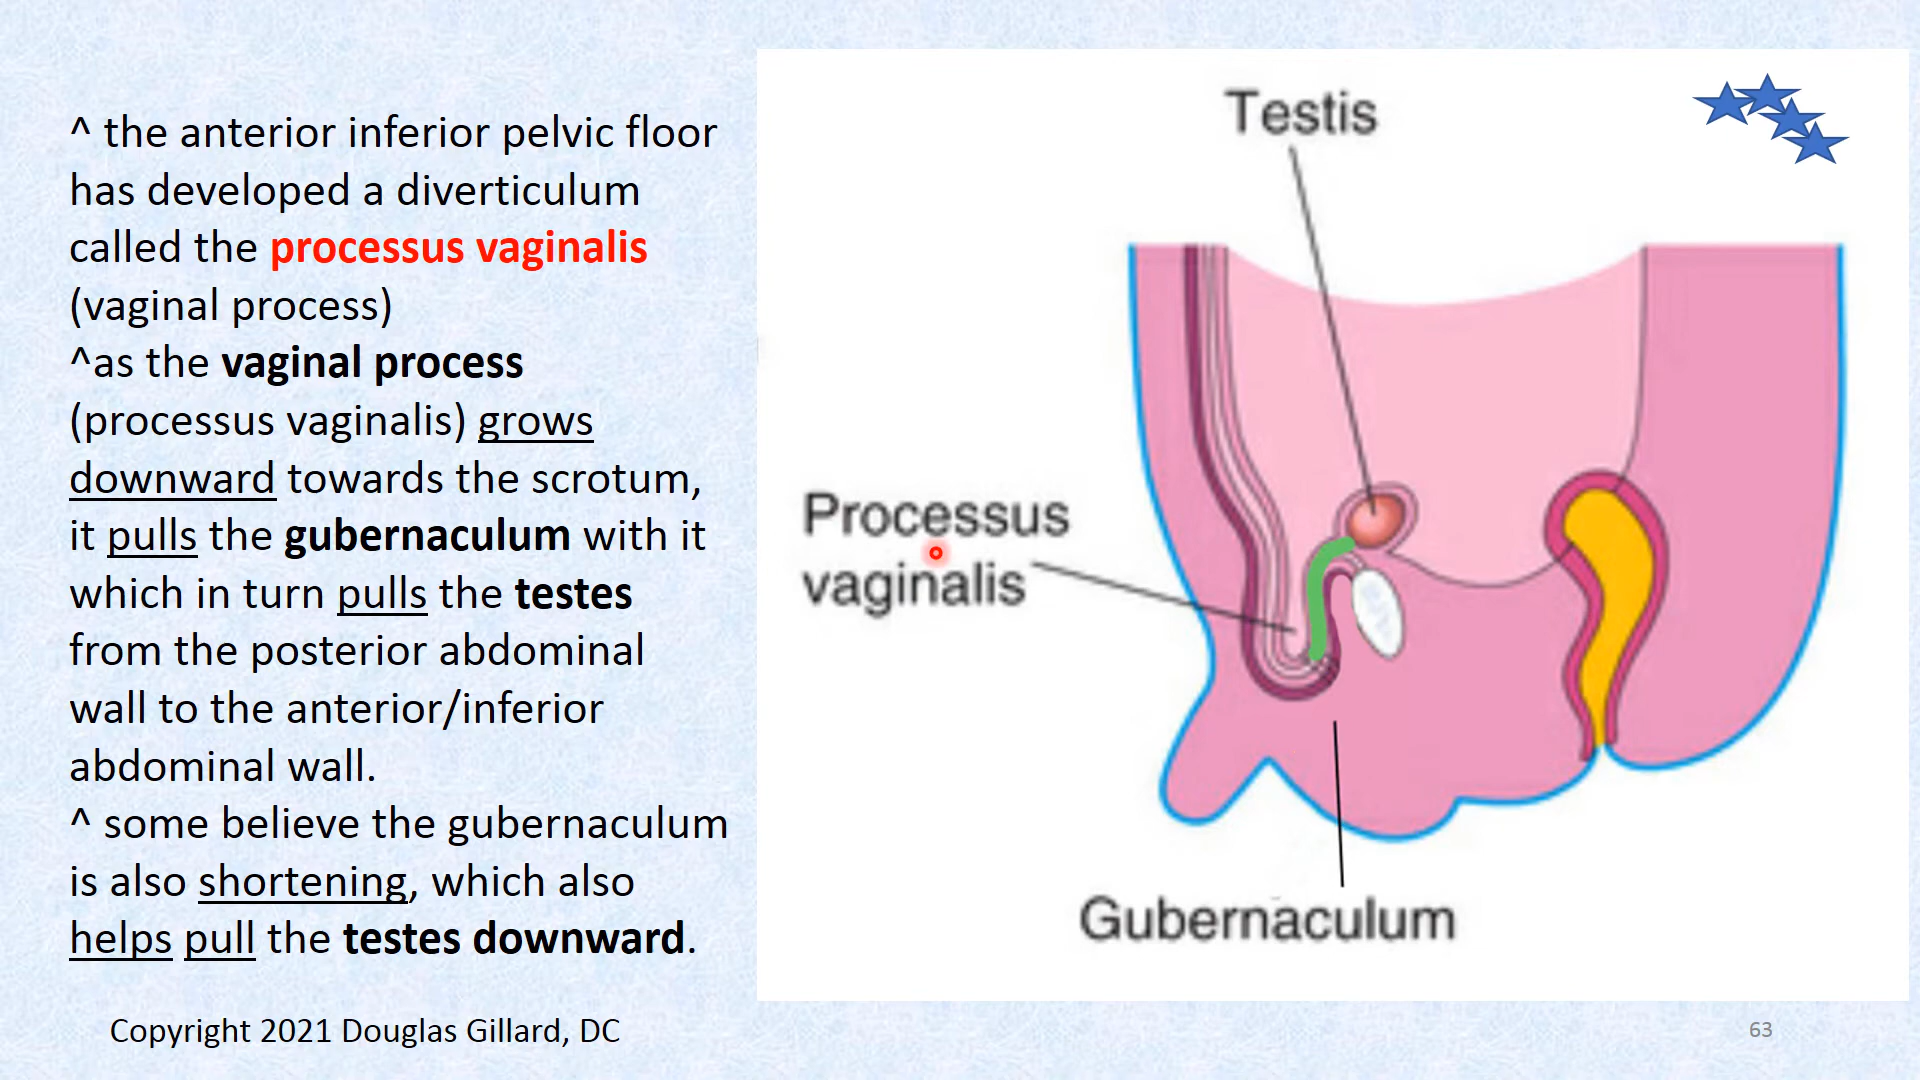 ^ the anterior inferior pelvic floor
has developed a diverticulum
called the processus vaginalis
(vaginal process)
^as the vaginal process
(processus vaginalis) grows
downward towards the scrotum,
it pulls the gubernaculum with it
which in turn pulls the testes
from the posterior abdominal
wall to the anterior/inferior
abdominal wall.
^ some believe the gubernaculum
is also shortening, which also
helps pull the testes downward.
Testis
Processus
vaginalis
Gubernaculum
Copyright 2021 Douglas Gillard, DC
63